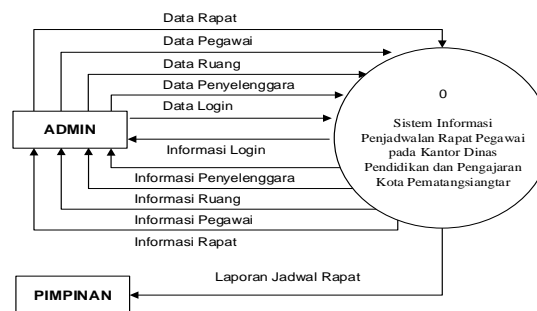 Data Rapat
Data Pegawai
Data Ruang
Data Penyelenggara
Data Login
ADMIN
Informasi Login
Informasi Penyelenggara
Informasi Ruang
Informasi Pegawai
Informasi Rapat
0
Sistem Informasi
Penjadwalan Rapat Pegawai
pada Kantor Dinas
Pendidikan dan Pengajaran
Kota Pematangsiangtar
Laporan Jadwal Rapat
PIMPINAN